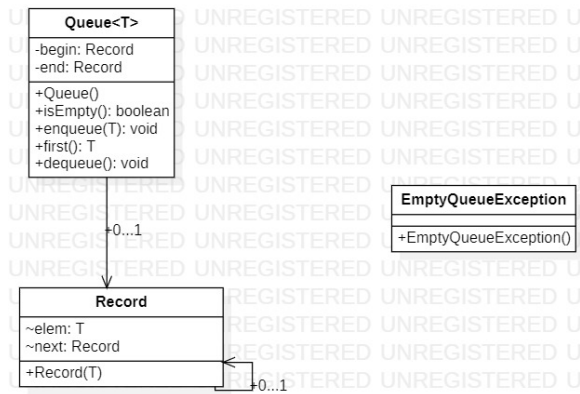 Queue<T>
-begin: Record
-end: Record
+Queue()
+isEmpty(): boolean
+enqueue(T): void
+first(): T
+dequeue(): void
EmptyQueueException
+EmptyQueueException()
+0...1
Record
~elem: T
~next: Record
+Record(T)
+0...1
UNREGISTERED